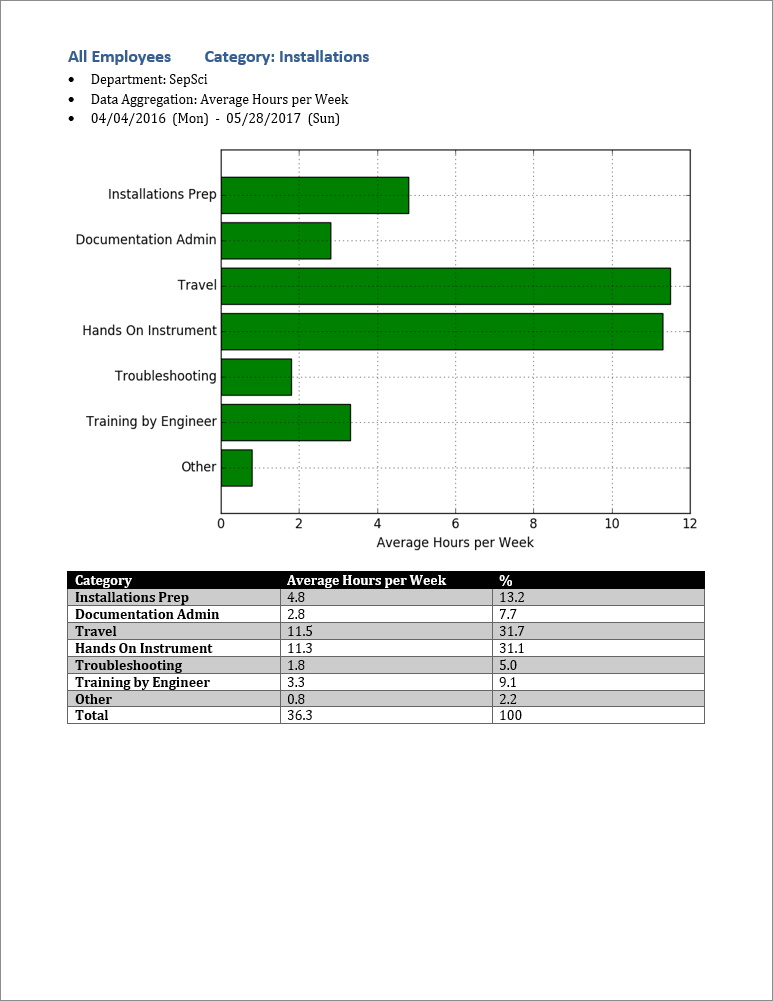 All Employees Category: Installations
• Department: SepSci
• Data Aggregation: Average Hours per Week
• 04/04/2016 (Mon) - 05/28/2017 (Sun)
Installations Prep
Documentation Admin
Travel
Hands On Instrument
Troubleshooting
Training by Engineer
Other
0 2 4 6 8 10 12
Average Hours per Week
Category Average Hours per Week %
Installations Prep 4.8 13.2
Documentation Admin 2.8 7.7
Travel 11.5 31.7
Hands On Instrument 11.3 31.1
Troubleshooting 1.8 5.0
Training by Engineer 3.3 9.1
Other 0.8 2.2
Total 36.3 100